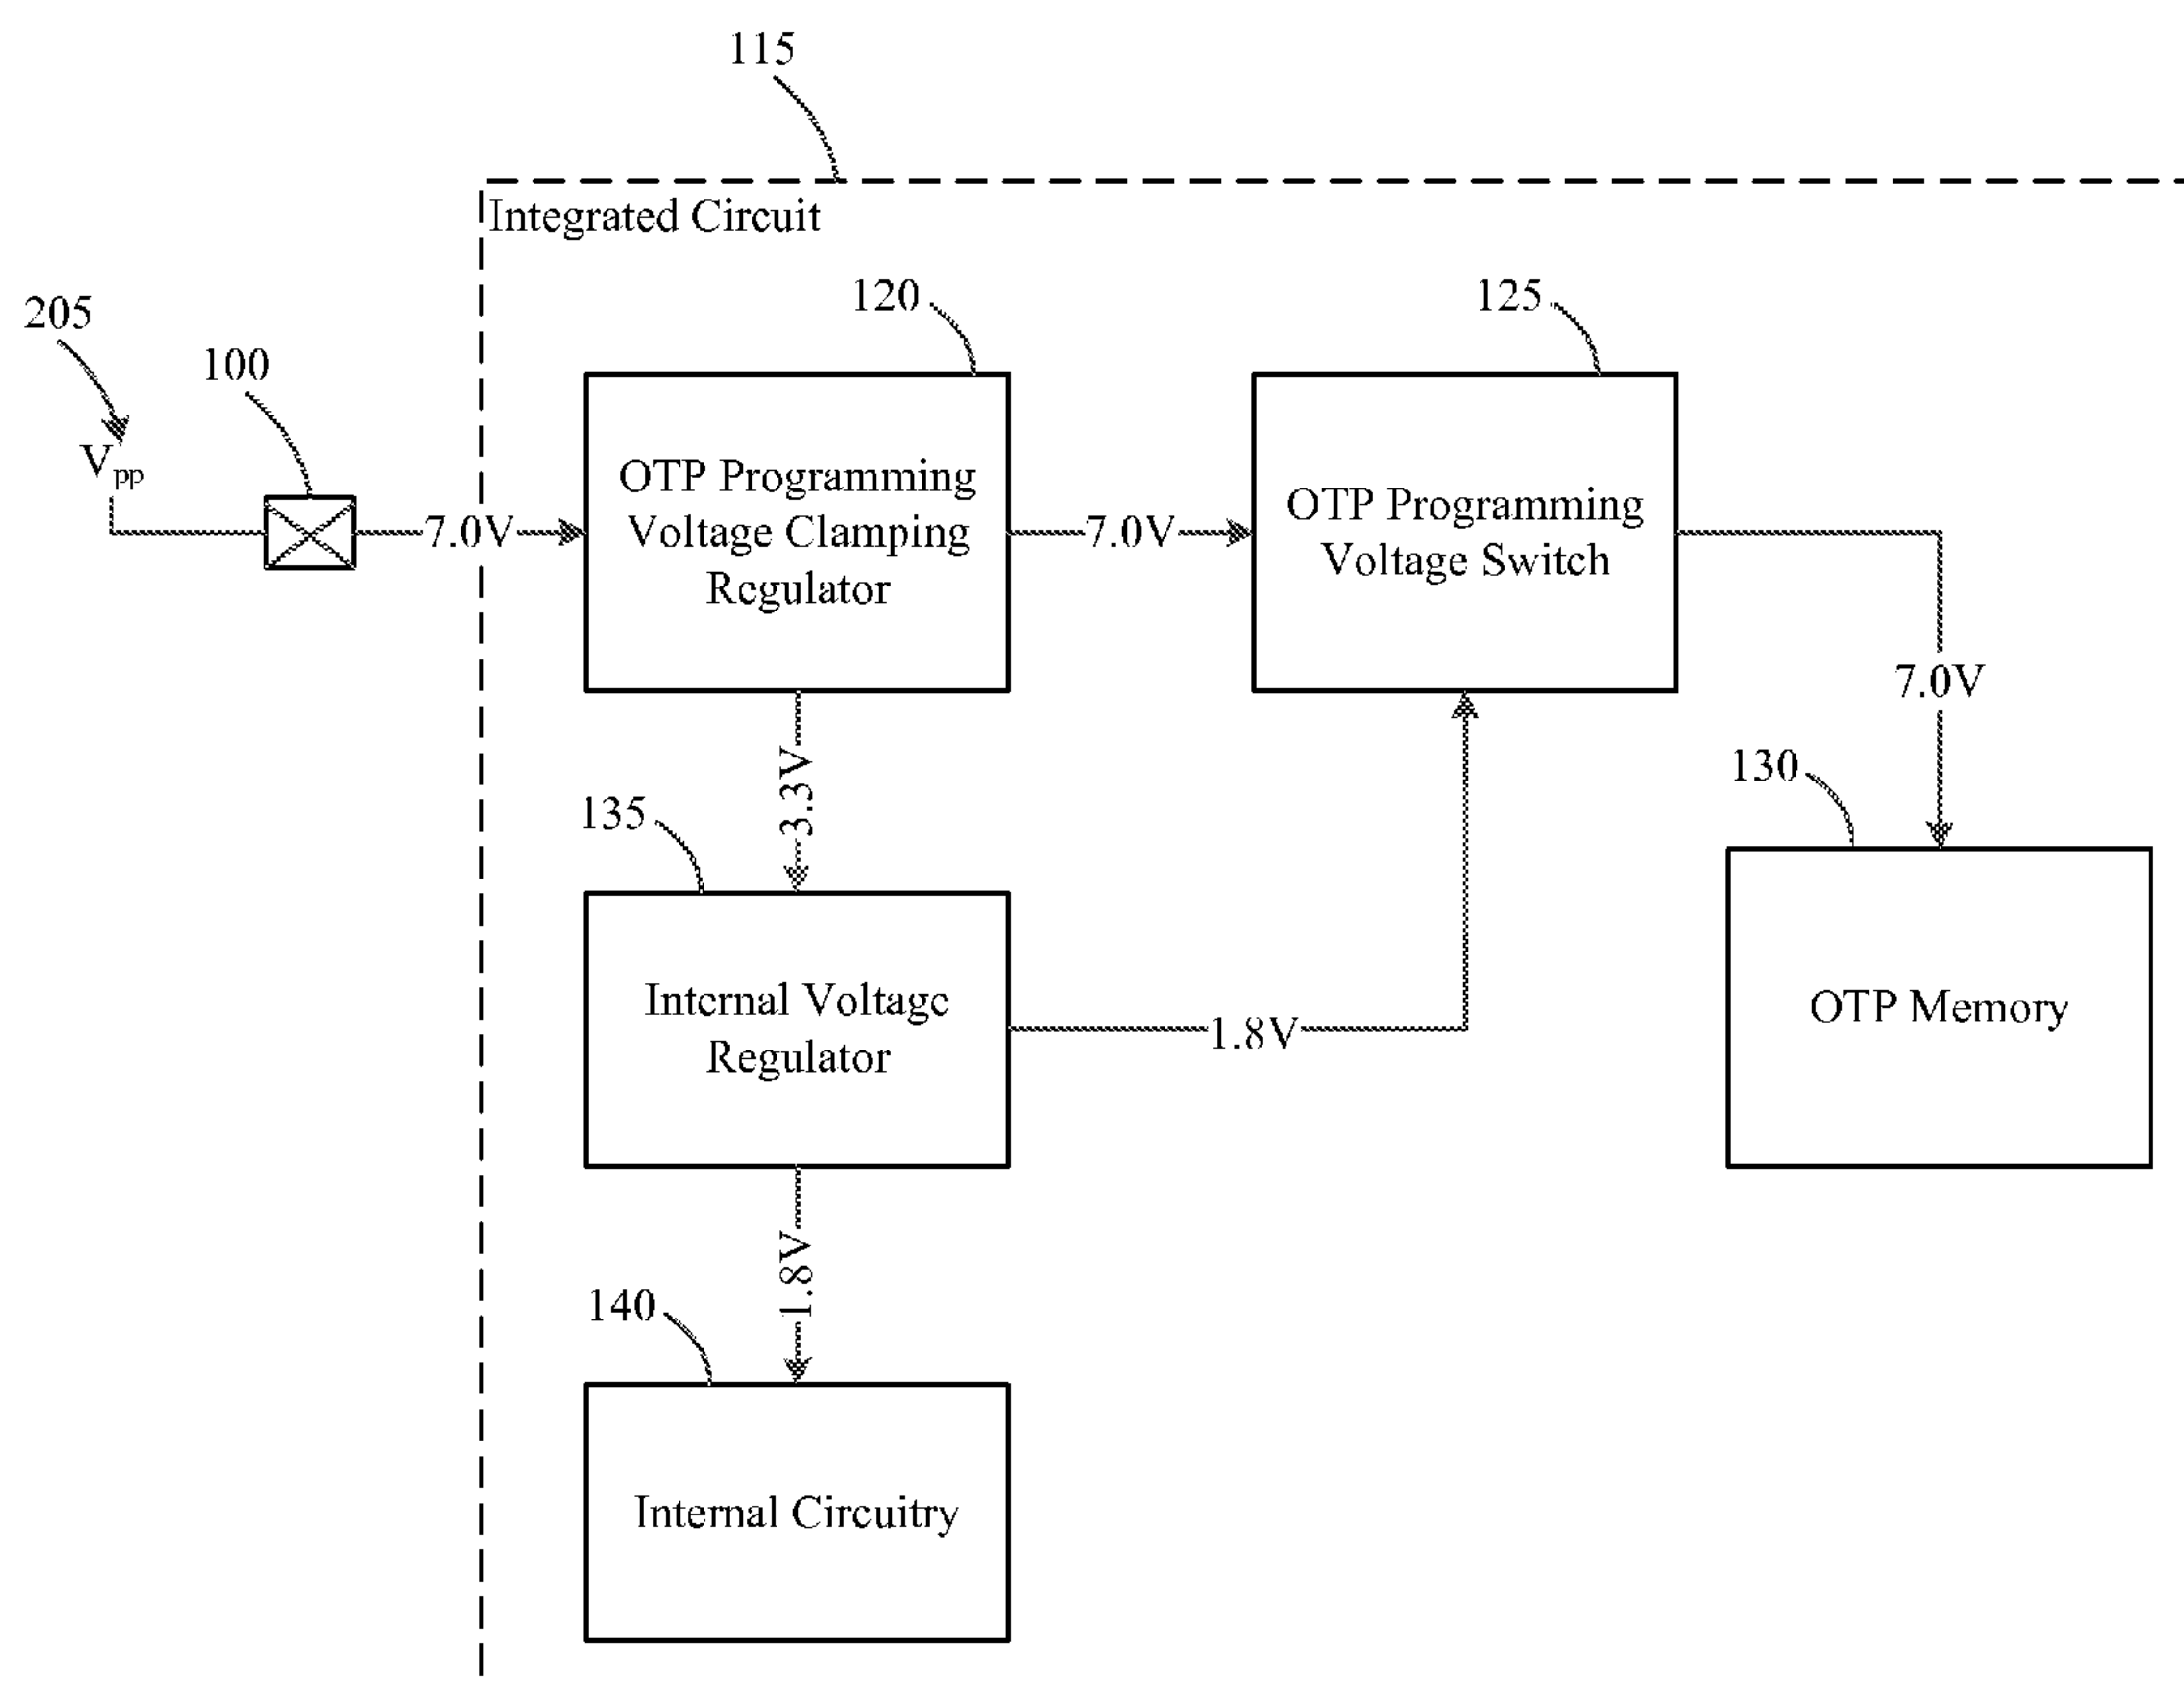 115
Integrated Circuit
205
100
120
125
Vpp
7.0V
OTP Programming
Voltage Clamping
Regulator
7.0V
OTP Programming
Voltage Switch
7.0V
3.3V
130
135
Internal Voltage
Regulator
1.8V
OTP Memory
1.8V
140
Internal Circuitry